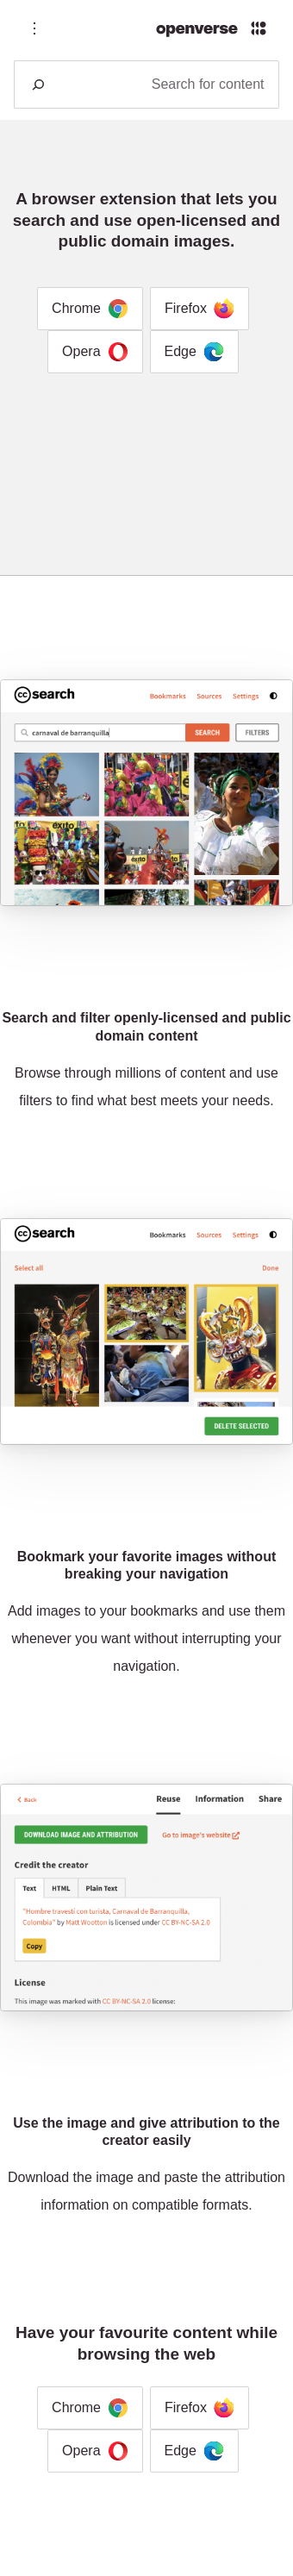 openverse
Search for content
A browser extension that lets you
search and use open-licensed and
public domain images.
Chrome
Firefox
Opera
Edge
cc search
Bookmarks Sources Settings
carnaval de barranquilla
SEARCH
FILTERS
éxito
éxito
éxito
Search and filter openly-licensed and public
domain content
Browse through millions of content and use
filters to find what best meets your needs.
cc search
Bookmarks Sources Settings
Select all
Done
DELETE SELECTED
Bookmark your favorite images without
breaking your navigation
Add images to your bookmarks and use them
whenever you want without interrupting your
navigation.
Back
Reuse Information Share
DOWNLOAD IMAGE AND ATTRIBUTION
Go to image's website
Credit the creator
Text HTML Plain Text
"Hombre travestí con turista, Carnaval de Barranquilla,
Colombia" by Matt Wootton is licensed under CC BY-NC-SA 2.0
Copy
License
This image was marked with CC BY-NC-SA 2.0 license:
Use the image and give attribution to the
creator easily
Download the image and paste the attribution
information on compatible formats.
Have your favourite content while
browsing the web
Chrome
Firefox
Opera
Edge